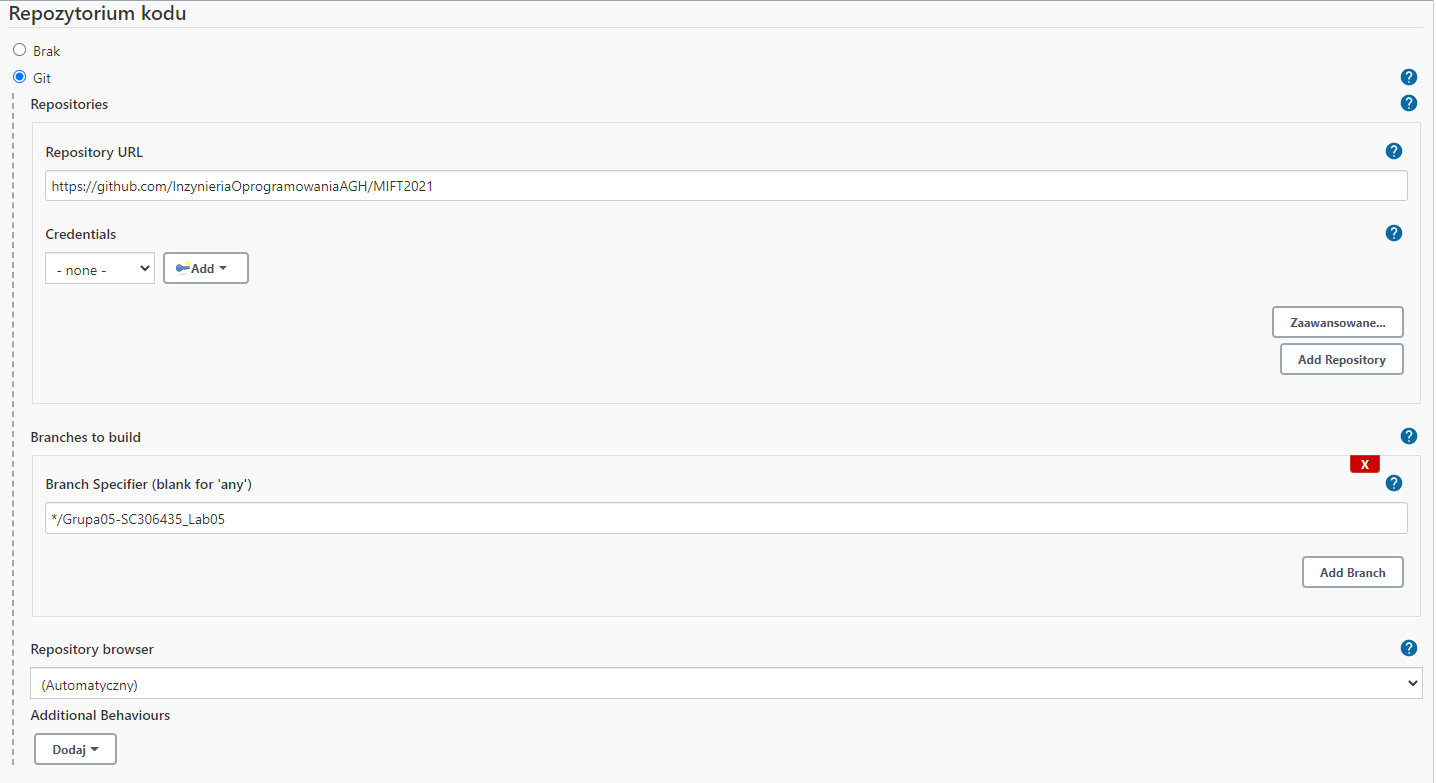 Repozytorium kodu
Brak
Git
?
Repositories
?
Repository URL
?
https://github.com/InzynieriaOprogramowaniaAGH/MIFT2021
Credentials
?
- none -
Add
Zaawansowane...
Add Repository
Branches to build
?
X
Branch Specifier (blank for 'any')
?
*/Grupa05-SC306435_Lab05
Add Branch
Repository browser
?
(Automatyczny)
Additional Behaviours
Dodaj